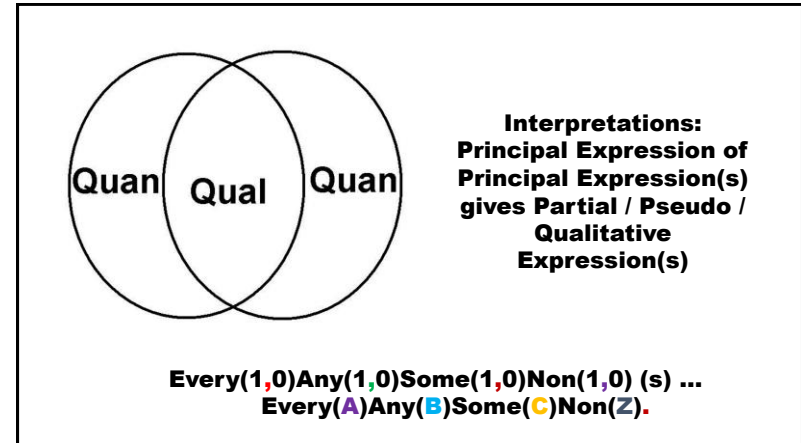 Quan Qual Quan
Interpretations:
Principal Expression of
Principal Expression(s)
gives Partial / Pseudo /
Qualitative
Expression(s)
Every(1,0)Any(1,0)Some(1,0)Non(1,0) (s) ...
Every(A)Any(B)Some(C)Non(Z).